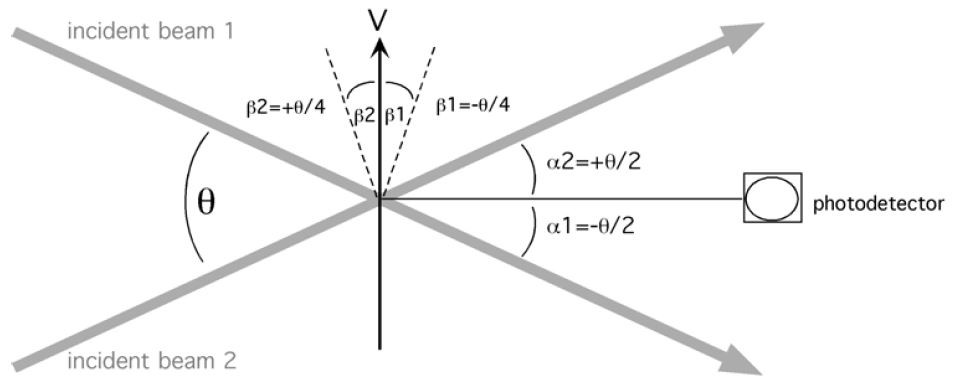 V
incident beam 1
β2=+θ/4
β2
β1
β1=-θ/4
θ
α2=+θ/2
α1=-θ/2
photodetector
incident beam 2